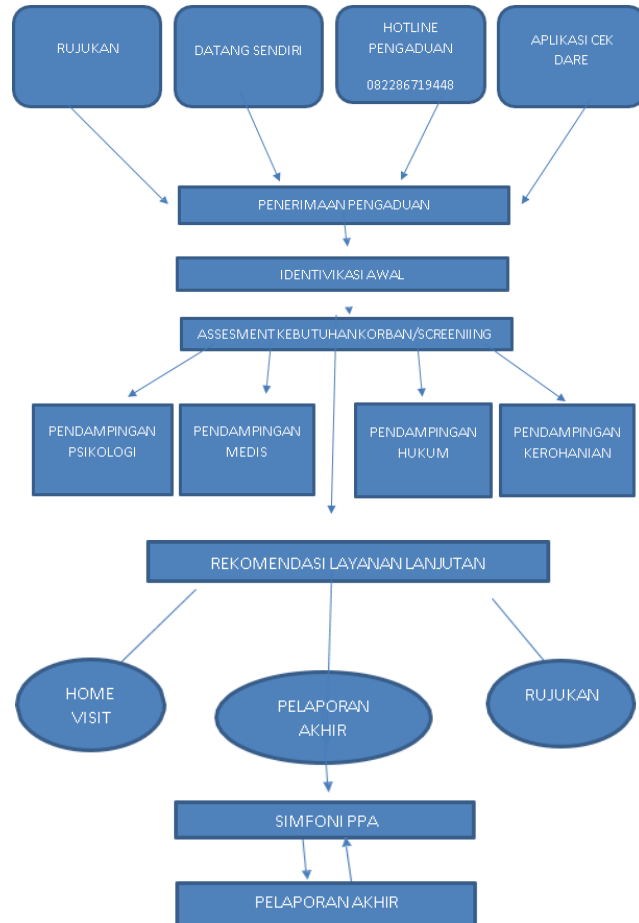 RUJUKAN
DATANG SENDIRI
HOTLINE
PENGADUAN
082286719448
APLIKASI CEK
DARE
PENERIMAAN PENGADUAN
IDENTIVIKASI AWAL
ASSESMENT KEBUTUHAN KORBAN/SCREENIING
PENDAMPINGAN
PSIKOLOGI
PENDAMPINGAN
MEDIS
PENDAMPINGAN
HUKUM
PENDAMPINGAN
KEROHANIAN
REKOMENDASI LAYANAN LANJUTAN
HOME
VISIT
PELAPORAN
AKHIR
RUJUKAN
SIMFONI PPA
PELAPORAN AKHIR